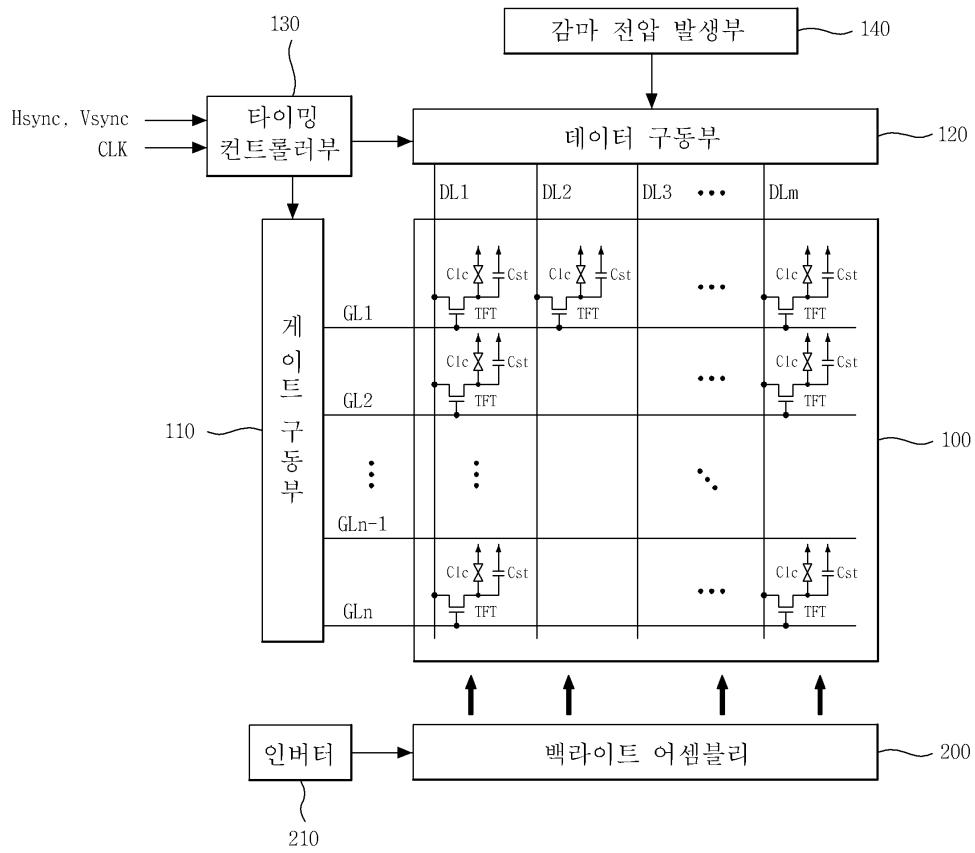 130
감마 전압 발생부
140
Hsync, Vsync
CLK
타이밍
컨트롤러부
데이터 구동부
120
DL1
DL2
DL3
DLm
게이트 구동부
110
GL1
Clc
Cst
TFT
Clc
Cst
TFT
Clc
Cst
TFT
GL2
Clc
Cst
TFT
Clc
Cst
TFT
100
GLn-1
GLn
Clc
Cst
TFT
Clc
Cst
TFT
인버터
210
백라이트 어셈블리
200